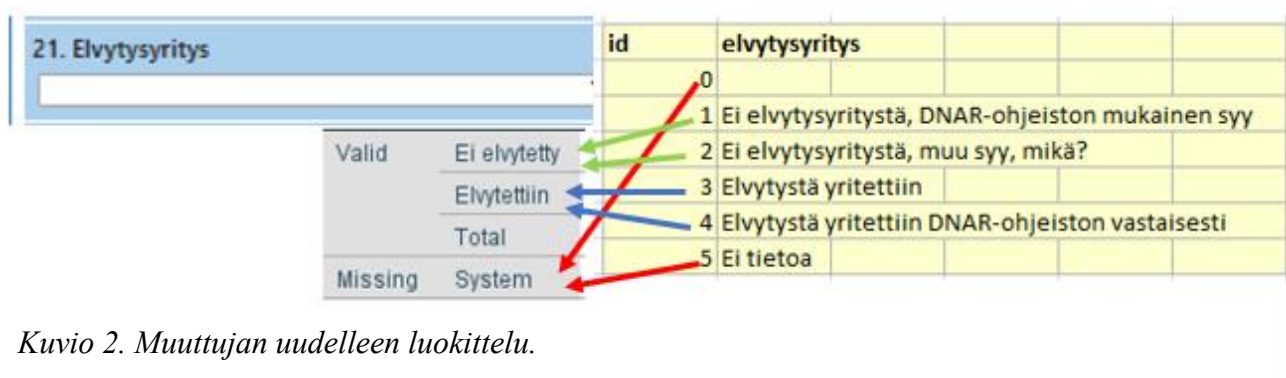 21. Elvytysyritys
id elvytysyritys
0
1 Ei elvytysyritystä, DNAR-ohjeiston mukainen syy
Valid Ei elvytetty
2 Ei elvytysyritystä, muu syy, mikä?
Elvytettiin
3 Elvytystä yritettiin
4 Elvytystä yritettiin DNAR-ohjeiston vastaisesti
Total
5 Ei tietoa
Missing System
Kuvio 2. Muuttujan uudelleen luokittelu.